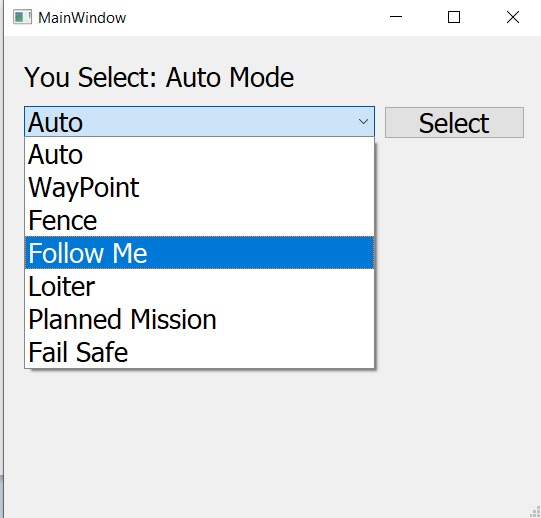 MainWindow
You Select: Auto Mode
Auto
Select
Auto
WayPoint
Fence
Follow Me
Loiter
Planned Mission
Fail Safe